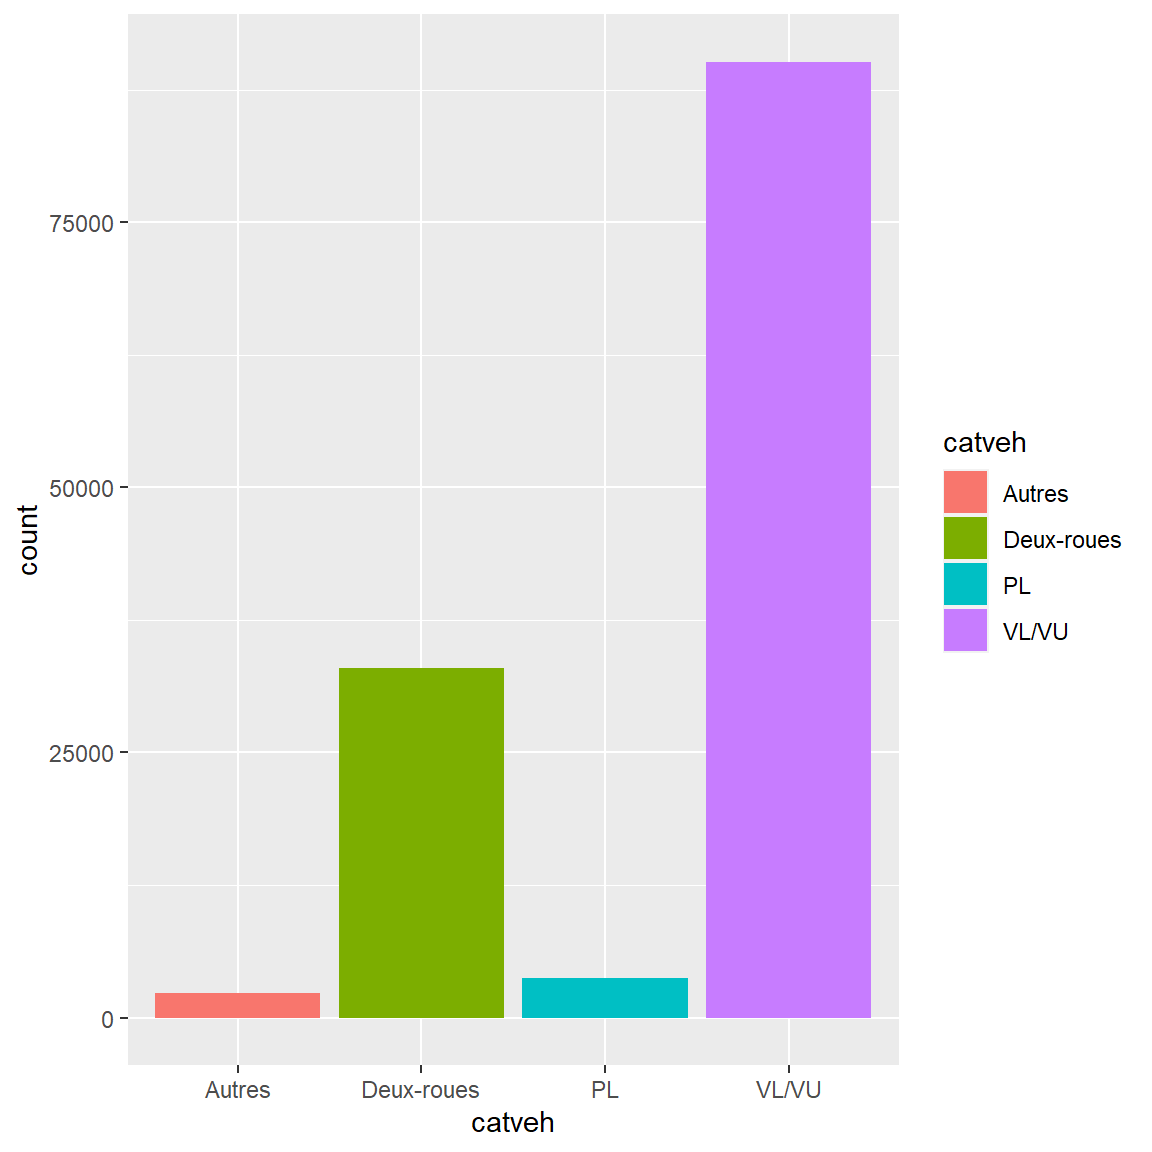 75000
50000
25000
0
count
Autres
Deux-roues
PL
VL/VU
catveh
catveh
Autres
Deux-roues
PL
VL/VU